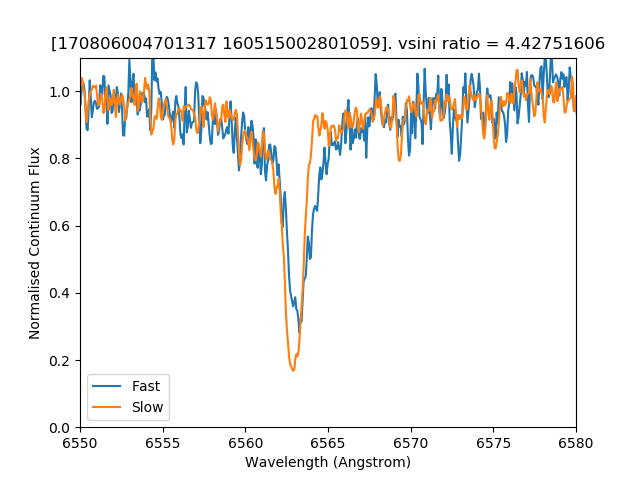 [170806004701317 160515002801059]. vsini ratio = 4.42751606
Normalised Continuum Flux
1.0
0.8
0.6
0.4
0.2
0.0
Fast
Slow
6550 6555 6560 6565 6570 6575 6580
Wavelength (Angstrom)